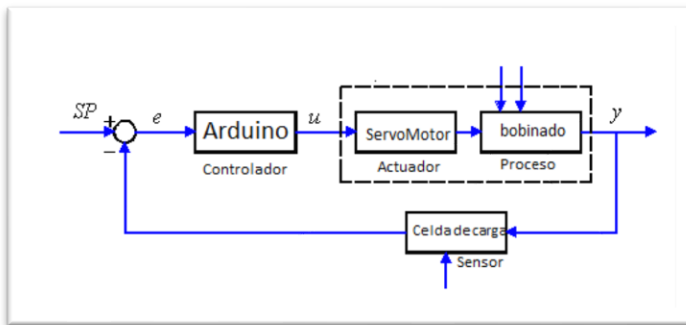 SP
+
−
e
Arduino
Controlador
u
ServoMotor
Actuador
bobinado
Proceso
y
Celda de carga
Sensor